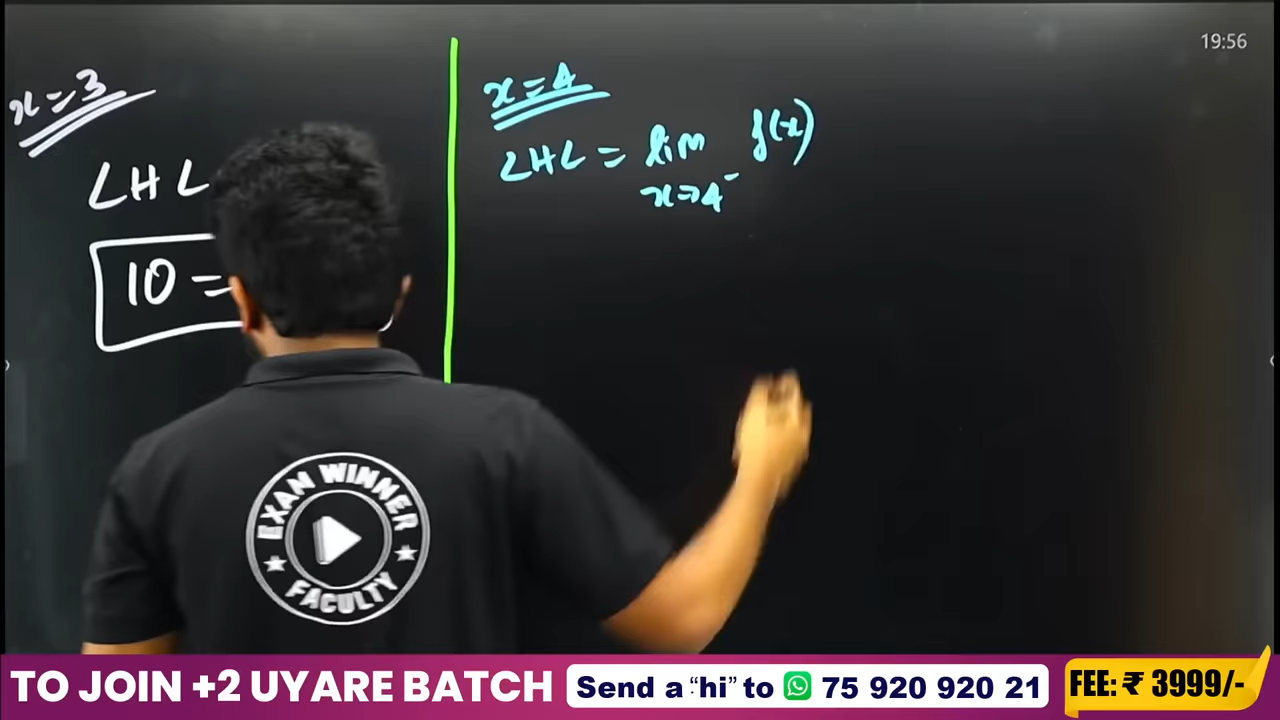 19:56
x=3
LHL
10 =
x=4
LHL = lim f(x)
x→4⁻
EXAM WINNER
FACULTY
TO JOIN +2 UYARE BATCH
Send a “hi” to 75 920 920 21
FEE: ₹ 3999/-